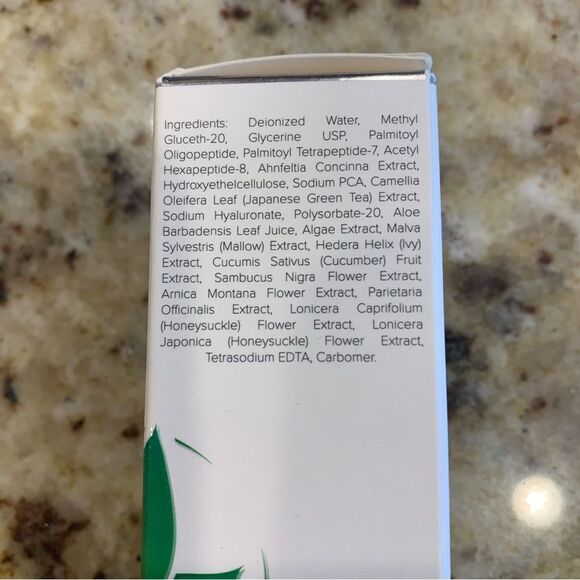 Ingredients: Deionized Water, Methyl
Gluceth-20, Glycerine USP, Palmitoyl
Oligopeptide, Palmitoyl Tetrapeptide-7, Acetyl
Hexapeptide-8, Ahnfeltia Concinna Extract,
Hydroxyethelcellulose, Sodium PCA, Camellia
Oleifera Leaf (Japanese Green Tea) Extract,
Sodium Hyaluronate, Polysorbate-20, Aloe
Barbadensis Leaf Juice, Algae Extract, Malva
Sylvestris (Mallow) Extract, Hedera Helix (Ivy)
Extract, Cucumis Sativus (Cucumber) Fruit
Extract, Sambucus Nigra Flower Extract,
Arnica Montana Flower Extract, Parietaria
Officinalis Extract, Lonicera Caprifolium
(Honeysuckle) Flower Extract, Lonicera
Japonica (Honeysuckle) Flower Extract,
Tetrasodium EDTA, Carbomer.